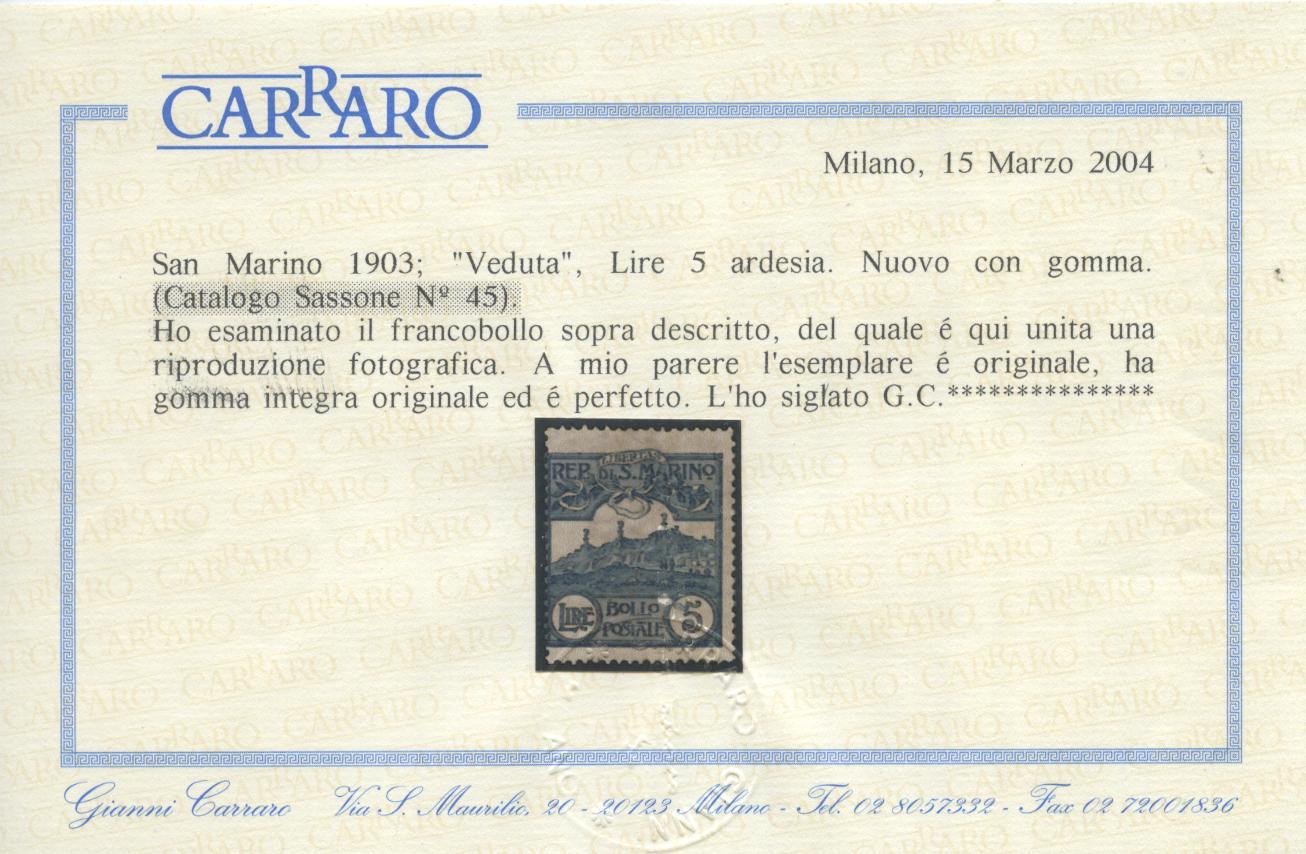 CARRARO
Milano, 15 Marzo 2004
San Marino 1903; "Veduta", Lire 5 ardesia. Nuovo con gomma.
(Catalogo Sassone Nº 45).
Ho esaminato il francobollo sopra descritto, del quale é qui unita una
riproduzione fotografica. A mio parere l'esemplare é originale, ha
gomma integra originale ed é perfetto. L'ho siglato G.C.***************
LIBERTAS
REP. DI S. MARINO
LIRE BOLLO 5
POSTALE
Gianni Carraro Via S. Maurilio, 20 - 20123 Milano - Tel. 02 8057332 - Fax 02 72001836